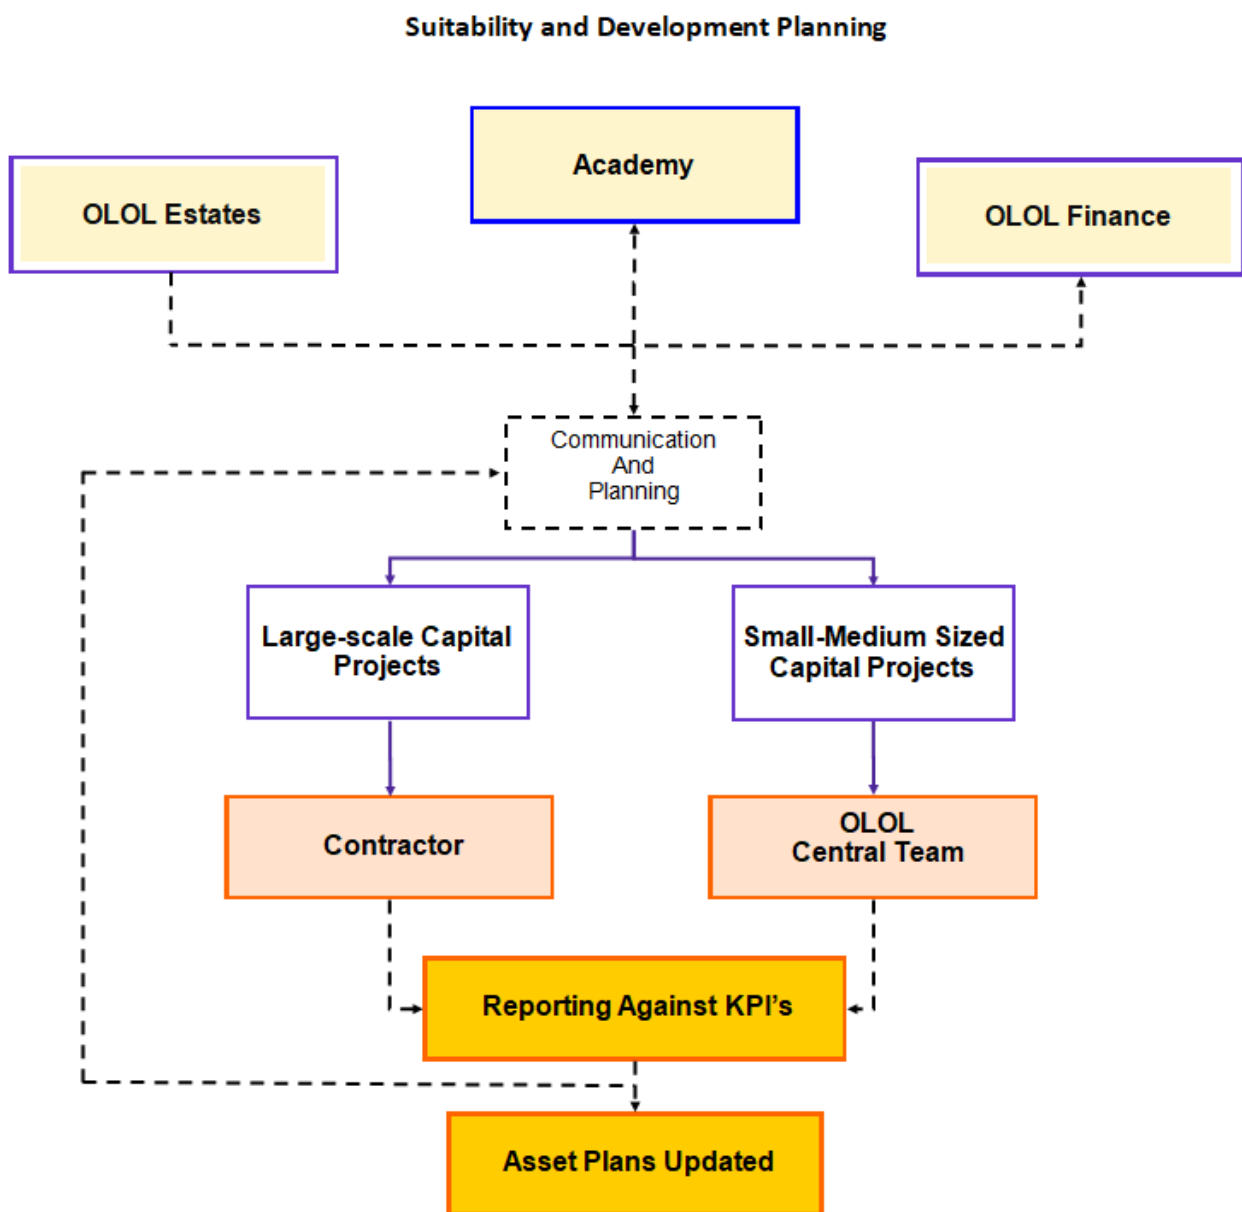 Suitability and Development Planning
Academy
OLOL Estates
OLOL Finance
Communication
And
Planning
Large-scale Capital
Projects
Small-Medium Sized
Capital Projects
Contractor
OLOL
Central Team
Reporting Against KPI’s
Asset Plans Updated